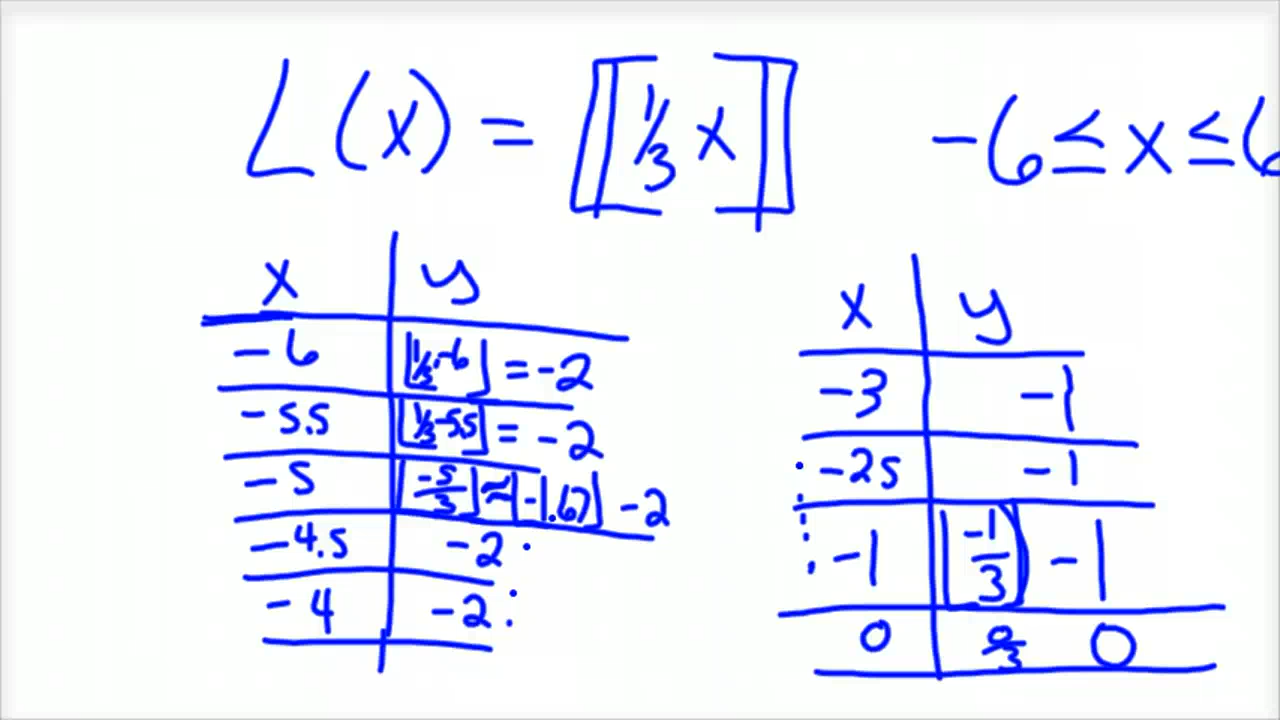 L(x) = ⟦1/3 x⟧ -6 ≤ x ≤ 6
x y
-6 ⌊1/3·-6⌋ = -2
-5.5 ⌊1/3-5.5⌋ = -2
-5 ⌊-5/3⌋ ≈ ⌊-1.67⌋ -2
-4.5 -2
-4 -2
x y
-3 -1
-25 -1
-1 ⌊-1/3⌋ -1
0 0/3 0